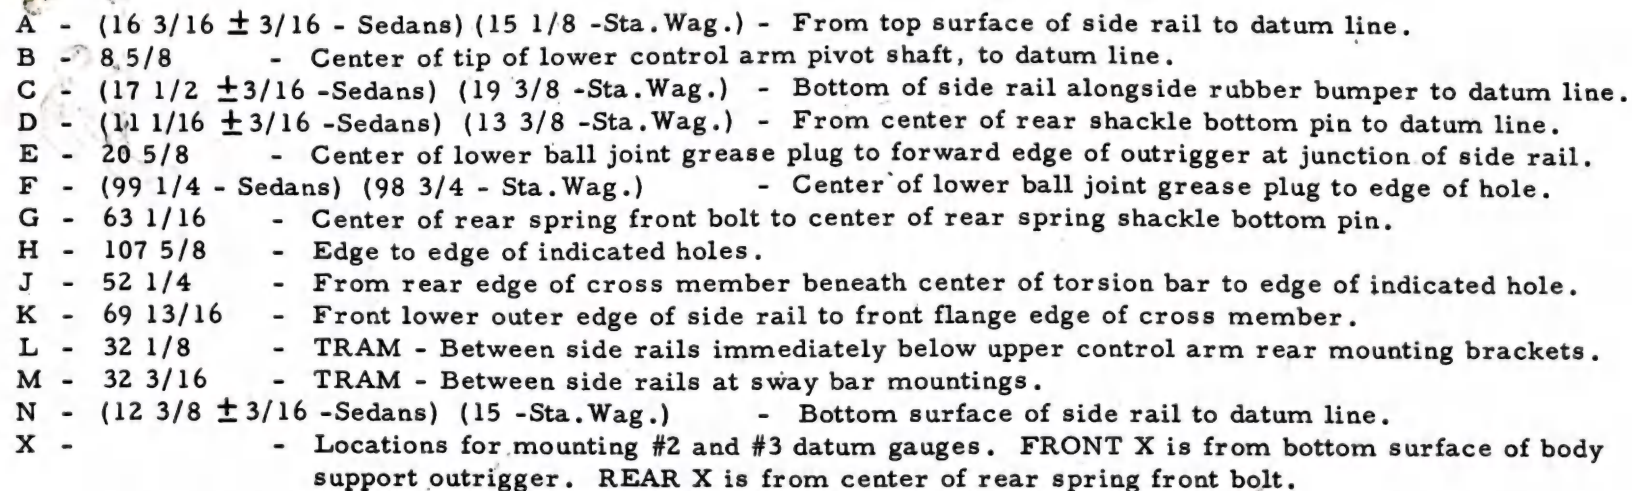 A - (16 3/16 ± 3/16 - Sedans) (15 1/8 -Sta.Wag.) - From top surface of side rail to datum line.
B - 8 5/8 - Center of tip of lower control arm pivot shaft, to datum line.
C - (17 1/2 ±3/16 -Sedans) (19 3/8 -Sta.Wag.) - Bottom of side rail alongside rubber bumper to datum line.
D - (11 1/16 ±3/16 -Sedans) (13 3/8 -Sta.Wag.) - From center of rear shackle bottom pin to datum line.
E - 20 5/8 - Center of lower ball joint grease plug to forward edge of outrigger at junction of side rail.
F - (99 1/4 - Sedans) (98 3/4 - Sta.Wag.) - Center of lower ball joint grease plug to edge of hole.
G - 63 1/16 - Center of rear spring front bolt to center of rear spring shackle bottom pin.
H - 107 5/8 - Edge to edge of indicated holes.
J - 52 1/4 - From rear edge of cross member beneath center of torsion bar to edge of indicated hole.
K - 69 13/16 - Front lower outer edge of side rail to front flange edge of cross member.
L - 32 1/8 - TRAM - Between side rails immediately below upper control arm rear mounting brackets.
M - 32 3/16 - TRAM - Between side rails at sway bar mountings.
N - (12 3/8 ± 3/16 -Sedans) (15 -Sta.Wag.) - Bottom surface of side rail to datum line.
X - - Locations for mounting #2 and #3 datum gauges. FRONT X is from bottom surface of body
support outrigger. REAR X is from center of rear spring front bolt.